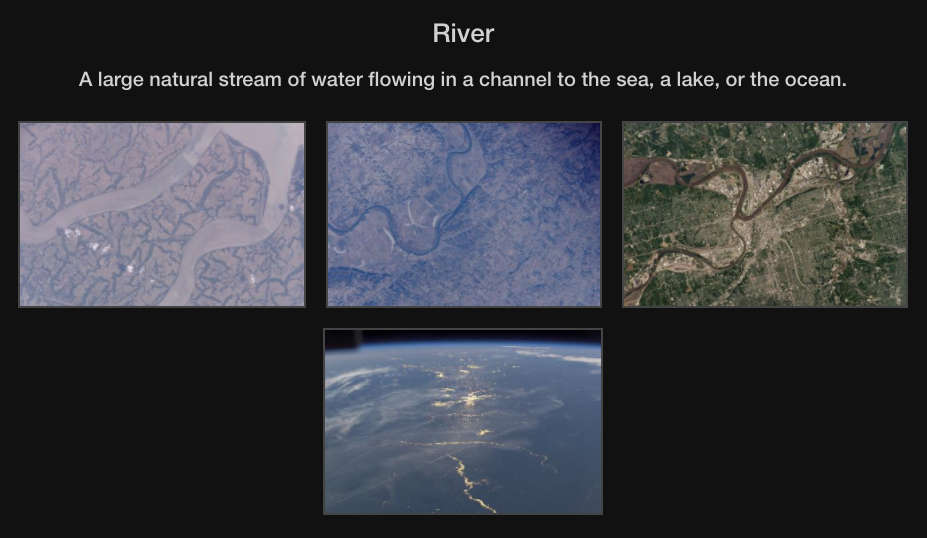 River
A large natural stream of water flowing in a channel to the sea, a lake, or the ocean.